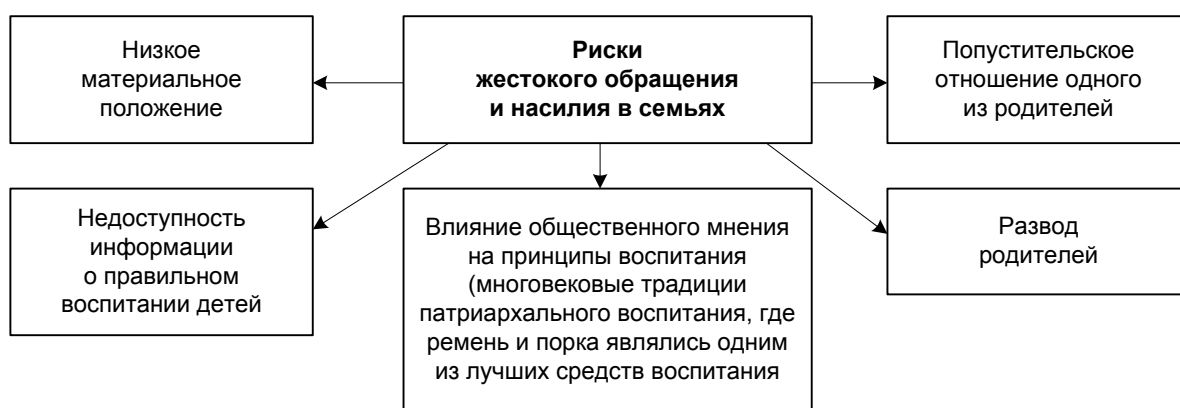 Низкое
материальное
положение
Риски
жестокого обращения
и насилия в семьях
Попустительское
отношение одного
из родителей
Недоступность
информации
о правильном
воспитании детей
Влияние общественного мнения
на принципы воспитания
(многовековые традиции
патриархального воспитания, где
ремень и порка являлись одним
из лучших средств воспитания
Развод
родителей